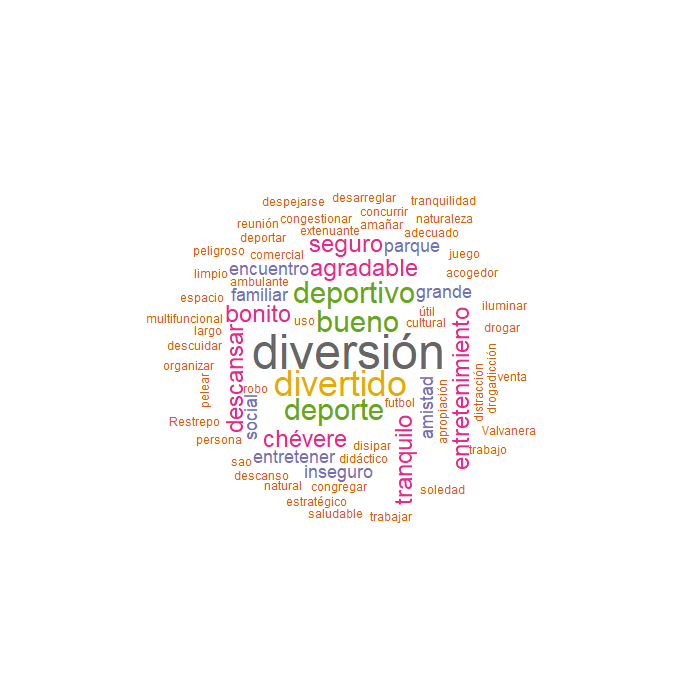 desarreglar
despejarse
tranquilidad
concurrir
reunión
congestionar
naturaleza
extenuante
amañar
adecuado
deportar
seguro
parque
peligroso
comercial
juego
encuentro
agradable
limpio
acogedor
ambulante
familiar
deportivo
grande
espacio
iluminar
bonito
útil
multifuncional
uso
bueno
cultural
largo
drogar
descuidar
diversión
entretenimiento
descansar
organizar
drogadicción
distracción
venta
divertido
pelear
robo
amistad
apropiación
futbol
deporte
social
Restrepo
Valvanera
persona
chévere
tranquilo
disipar
trabajo
entretener
didáctico
sao
inseguro
descanso
natural
congregar
soledad
estratégico
saludable
trabajar